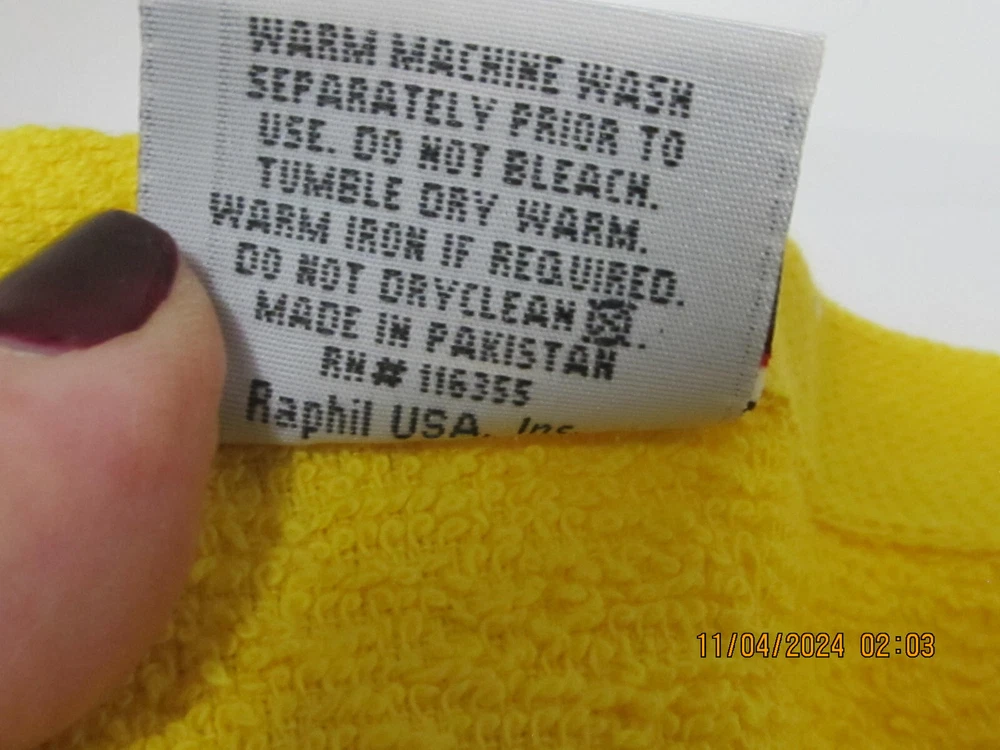 WARM MACHINE WASH
SEPARATELY PRIOR TO
USE. DO NOT BLEACH.
TUMBLE DRY WARM.
WARM IRON IF REQUIRED.
DO NOT DRYCLEAN
MADE IN PAKISTAN
RN# 116355
Raphil USA, Inc
11/04/2024 02:03